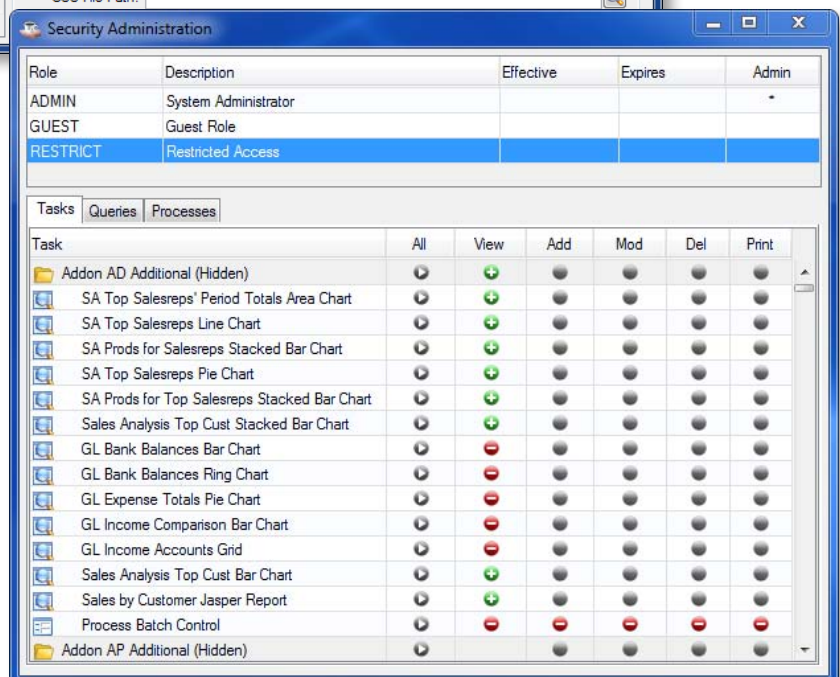 Security Administration
Role Description Effective Expires Admin
ADMIN System Administrator *
GUEST Guest Role
RESTRICT Restricted Access
Tasks Queries Processes
Task All View Add Mod Del Print
Addon AD Additional (Hidden)
SA Top Salesreps' Period Totals Area Chart
SA Top Salesreps Line Chart
SA Prods for Salesreps Stacked Bar Chart
SA Top Salesreps Pie Chart
SA Prods for Top Salesreps Stacked Bar Chart
Sales Analysis Top Cust Stacked Bar Chart
GL Bank Balances Bar Chart
GL Bank Balances Ring Chart
GL Expense Totals Pie Chart
GL Income Comparison Bar Chart
GL Income Accounts Grid
Sales Analysis Top Cust Bar Chart
Sales by Customer Jasper Report
Process Batch Control
Addon AP Additional (Hidden)